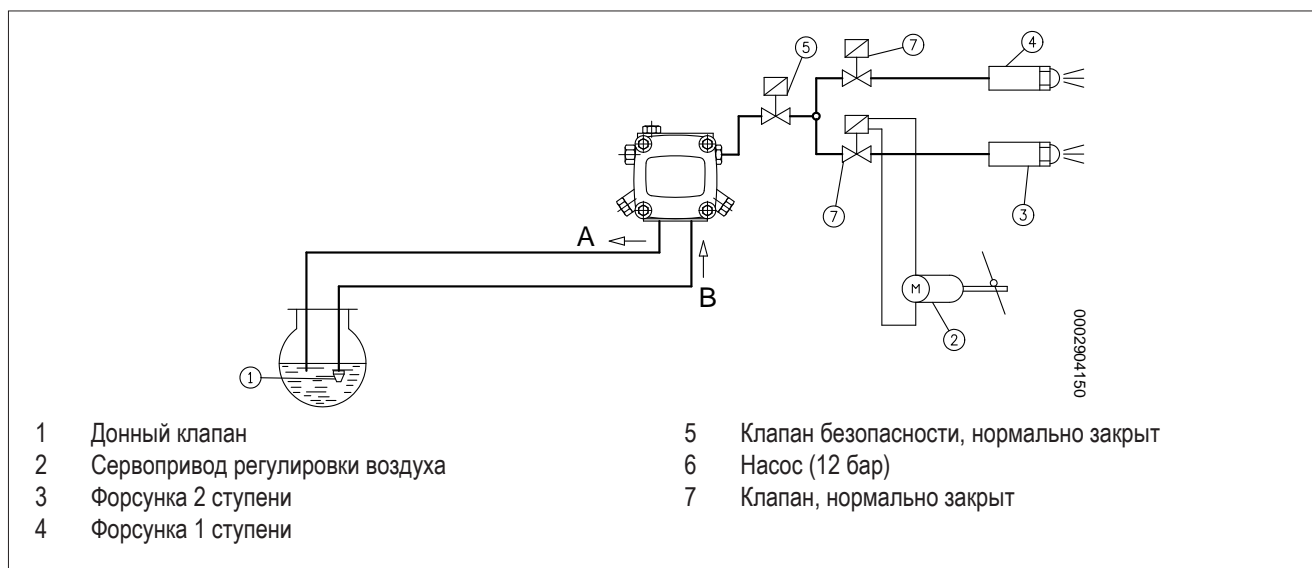 5
7
4
A
B
7
3
M
2
1
0002904150
1 Донный клапан
2 Сервопривод регулировки воздуха
3 Форсунка 2 ступени
4 Форсунка 1 ступени
5 Клапан безопасности, нормально закрыт
6 Насос (12 бар)
7 Клапан, нормально закрыт